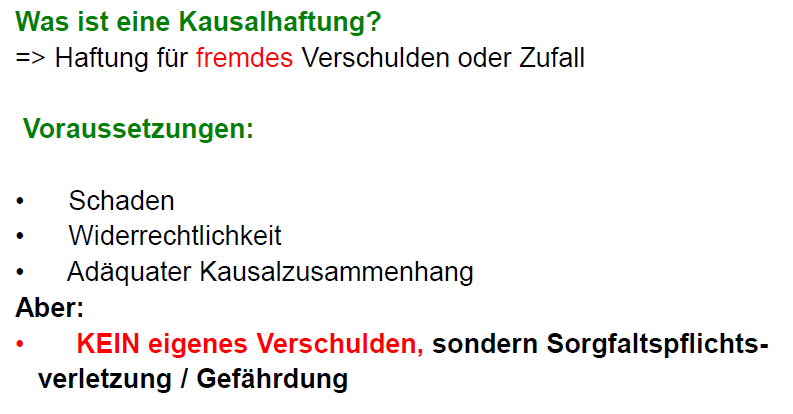 Was ist eine Kausalhaftung?
=> Haftung für fremdes Verschulden oder Zufall
Voraussetzungen:
• Schaden
• Widerrechtlichkeit
• Adäquater Kausalzusammenhang
Aber:
• KEIN eigenes Verschulden, sondern Sorgfaltspflichts-
verletzung / Gefährdung